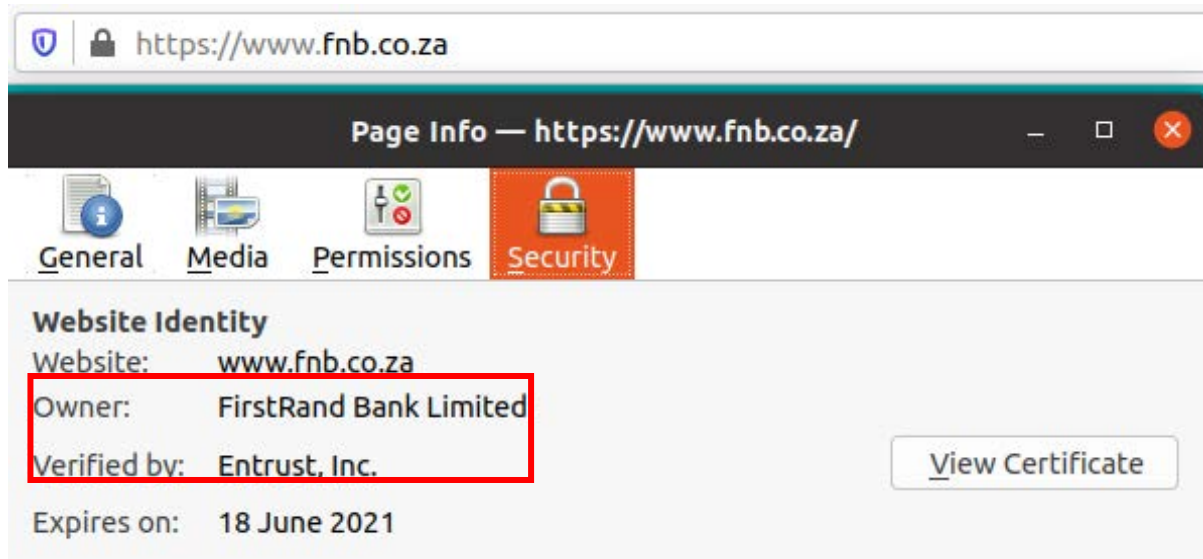 https://www.fnb.co.za
Page Info — https://www.fnb.co.za/
General Media Permissions Security
Website Identity
Website: www.fnb.co.za
Owner: FirstRand Bank Limited
Verified by: Entrust, Inc.
View Certificate
Expires on: 18 June 2021